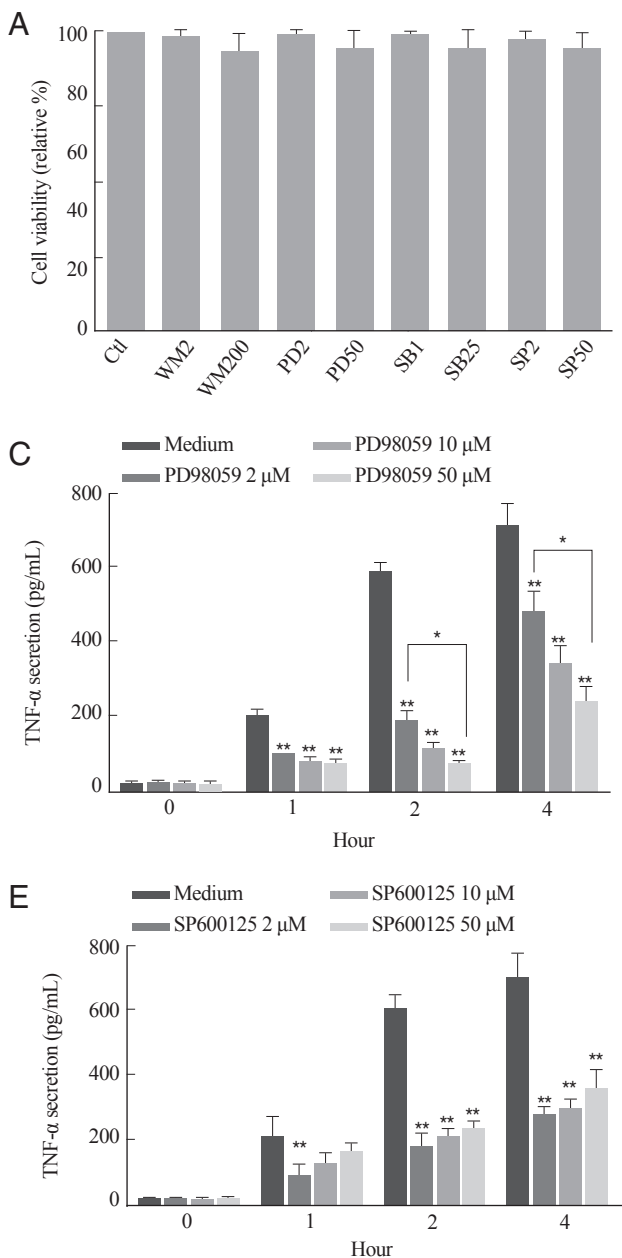 A
Cell viability (relative %)
100
80
60
40
20
0
Ctl
WM2
WM200
PD2
PD50
SB1
SB25
SP2
SP50
C
Medium
PD98059 10 μM
PD98059 2 μM
PD98059 50 μM
TNF-α secretion (pg/mL)
800
600
400
200
0
** ** **
** ** **
*
** ** **
*
0 1 2 4
Hour
E
Medium
SP600125 10 μM
SP600125 2 μM
SP600125 50 μM
TNF-α secretion (pg/mL)
800
600
400
200
0
**
** ** **
** ** **
0 1 2 4
Hour